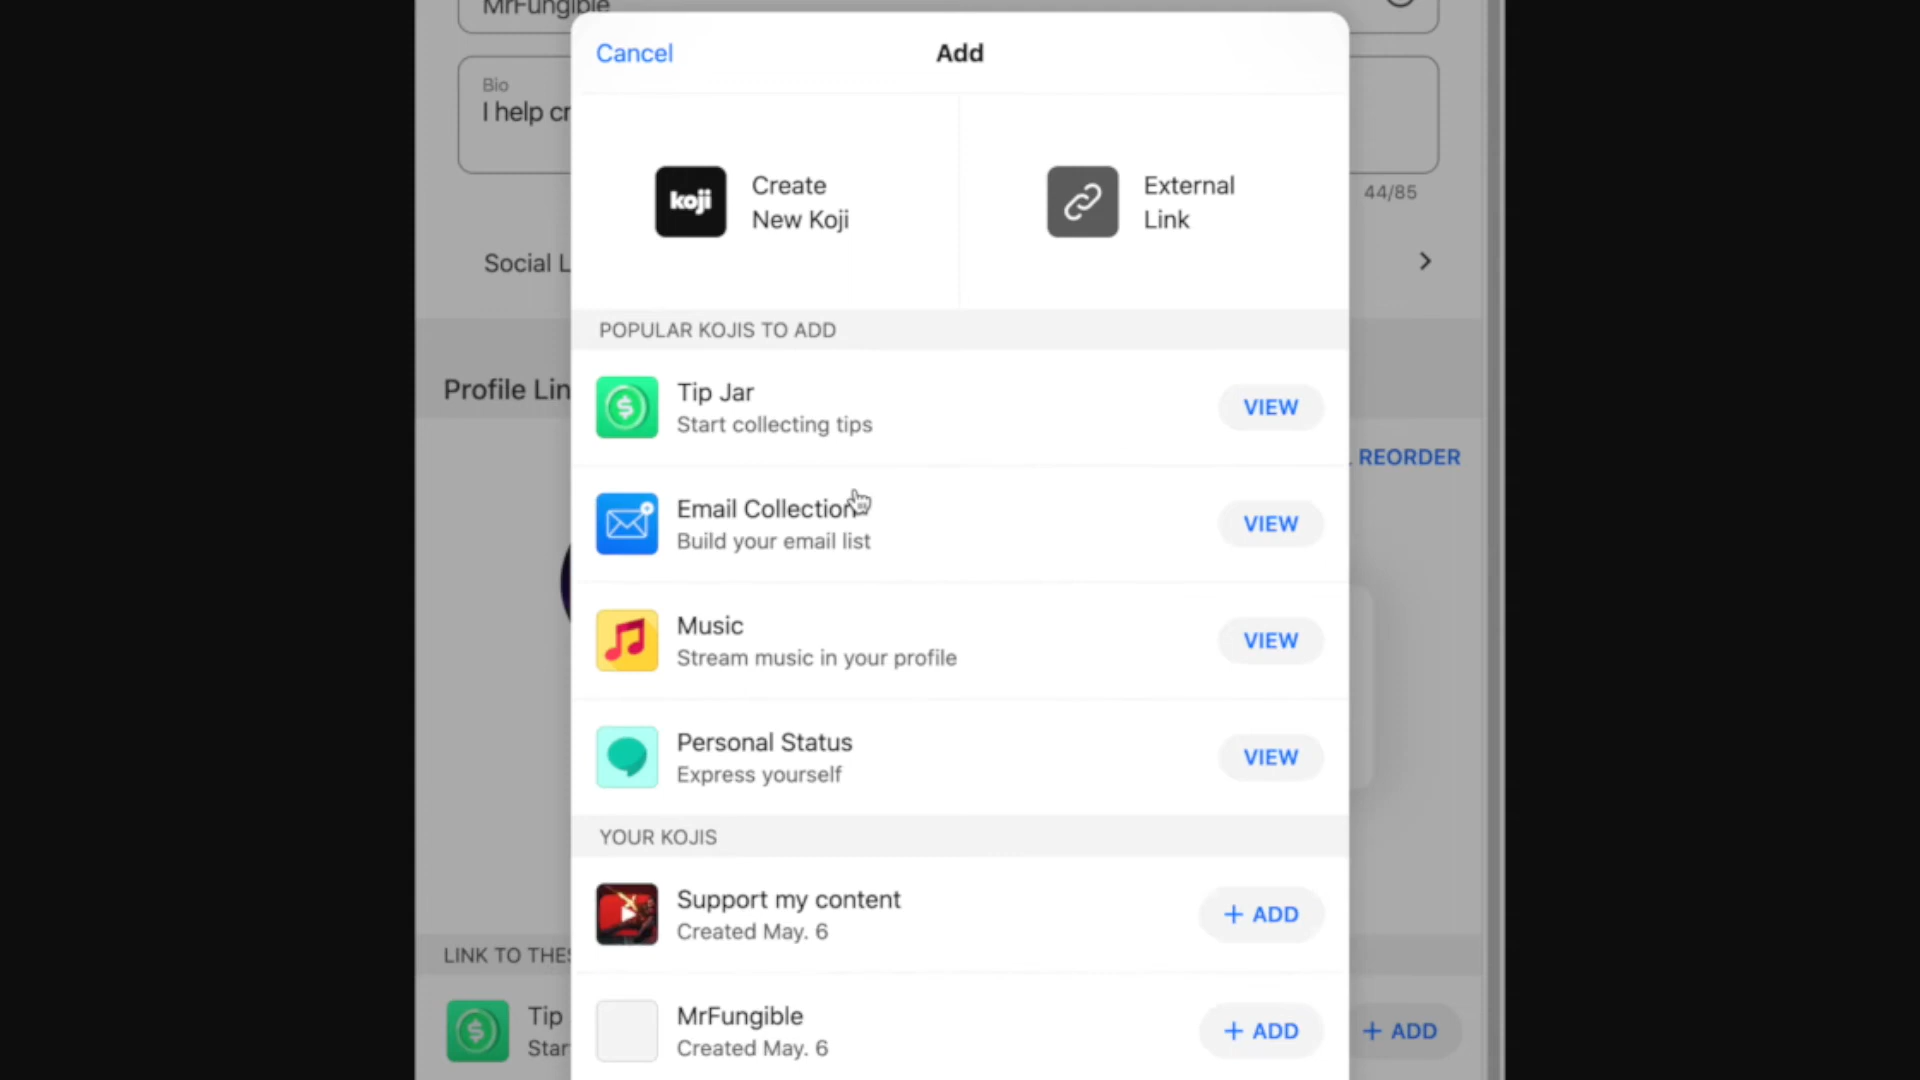 MrFungible
Cancel
Add
Bio
I help cr
koji
Create
New Koji
External
Link
44/85
Social L
POPULAR KOJIS TO ADD
Profile Lin
Tip Jar
Start collecting tips
VIEW
REORDER
Email Collection
Build your email list
VIEW
Music
Stream music in your profile
VIEW
Personal Status
Express yourself
VIEW
YOUR KOJIS
Support my content
Created May. 6
+ ADD
LINK TO THES
Tip
Star
MrFungible
Created May. 6
+ ADD
+ ADD